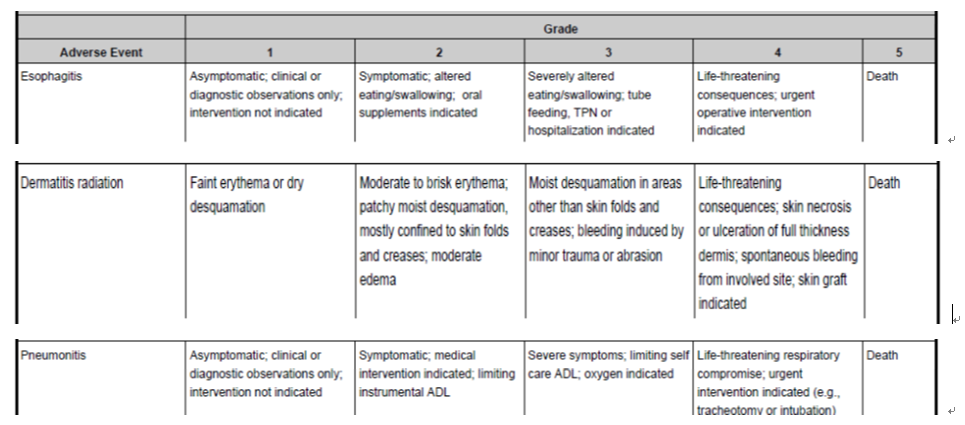 Grade
Adverse Event 1 2 3 4 5
Esophagitis Asymptomatic; clinical or Symptomatic; altered Severely altered Life-threatening Death
diagnostic observations only; eating/swallowing; oral eating/swallowing; tube consequences; urgent
intervention not indicated supplements indicated feeding, TPN or operative intervention
hospitalization indicated indicated
Dermatitis radiation Faint erythema or dry Moderate to brisk erythema; Moist desquamation in areas Life-threatening Death
desquamation patchy moist desquamation, other than skin folds and consequences; skin necrosis
mostly confined to skin folds creases; bleeding induced by or ulceration of full thickness
and creases; moderate minor trauma or abrasion dermis; spontaneous bleeding
edema from involved site; skin graft
indicated
Pneumonitis Asymptomatic; clinical or Symptomatic; medical Severe symptoms; limiting self Life-threatening respiratory Death
diagnostic observations only; intervention indicated; limiting care ADL; oxygen indicated compromise; urgent
intervention not indicated instrumental ADL intervention indicated (e.g.,
tracheotomy or intubation)